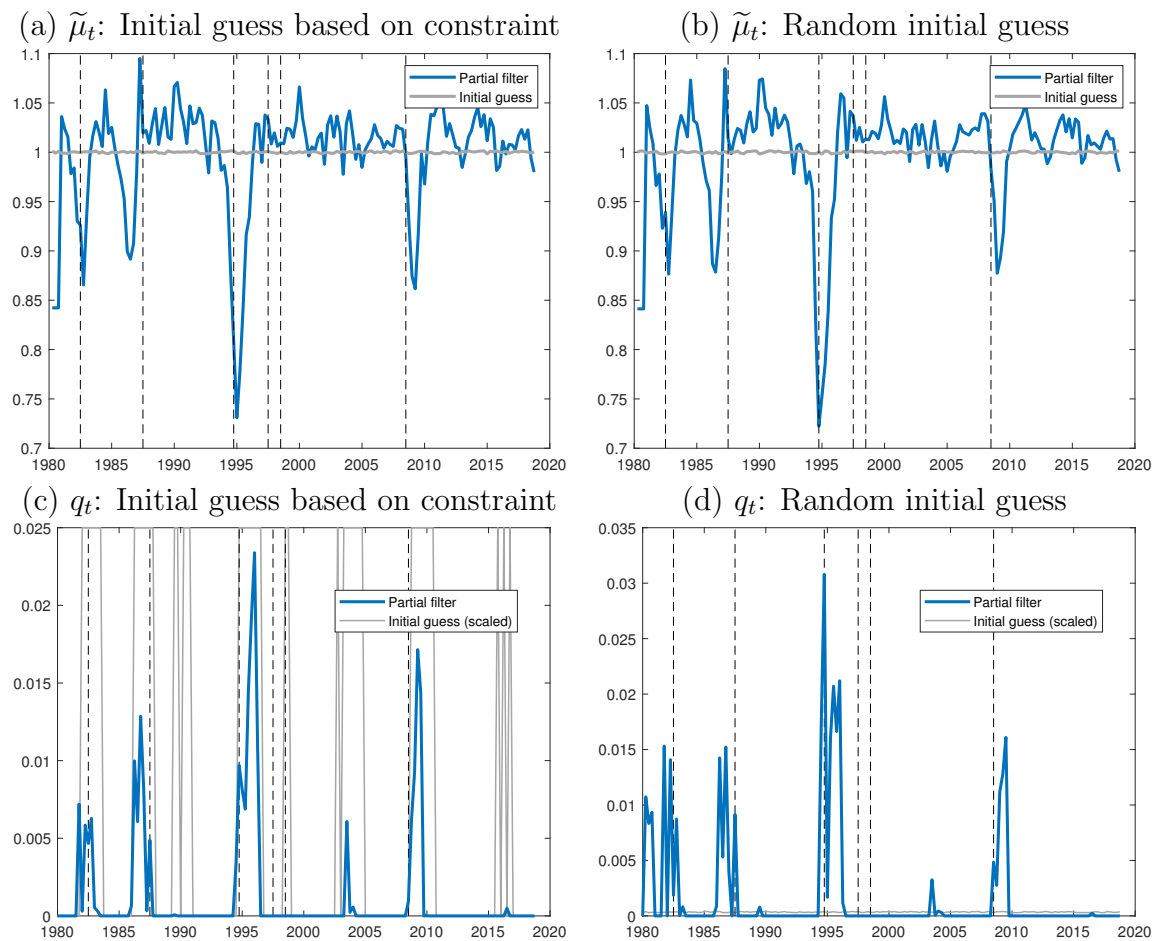 (a) μ̃ₜ: Initial guess based on constraint
1.1
1.05
1
0.95
0.9
0.85
0.8
0.75
0.7
Partial filter
Initial guess
1980 1985 1990 1995 2000 2005 2010 2015 2020
(b) μ̃ₜ: Random initial guess
1.1
1.05
1
0.95
0.9
0.85
0.8
0.75
0.7
Partial filter
Initial guess
1980 1985 1990 1995 2000 2005 2010 2015 2020
(c) qₜ: Initial guess based on constraint
0.025
0.02
0.015
0.01
0.005
0
Partial filter
Initial guess (scaled)
1980 1985 1990 1995 2000 2005 2010 2015 2020
(d) qₜ: Random initial guess
0.035
0.03
0.025
0.02
0.015
0.01
0.005
0
Partial filter
Initial guess (scaled)
1980 1985 1990 1995 2000 2005 2010 2015 2020